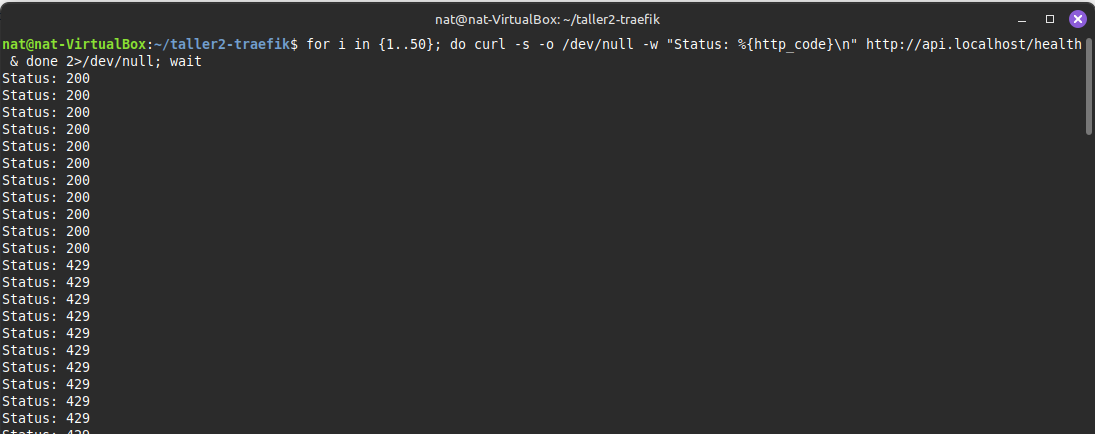 nat@nat-VirtualBox: ~/taller2-traefik
nat@nat-VirtualBox:~/taller2-traefik$ for i in {1..50}; do curl -s -o /dev/null -w "Status: %{http_code}\n" http://api.localhost/health
 & done 2>/dev/null; wait
Status: 200
Status: 200
Status: 200
Status: 200
Status: 200
Status: 200
Status: 200
Status: 200
Status: 200
Status: 200
Status: 200
Status: 429
Status: 429
Status: 429
Status: 429
Status: 429
Status: 429
Status: 429
Status: 429
Status: 429
Status: 429
Status: 429